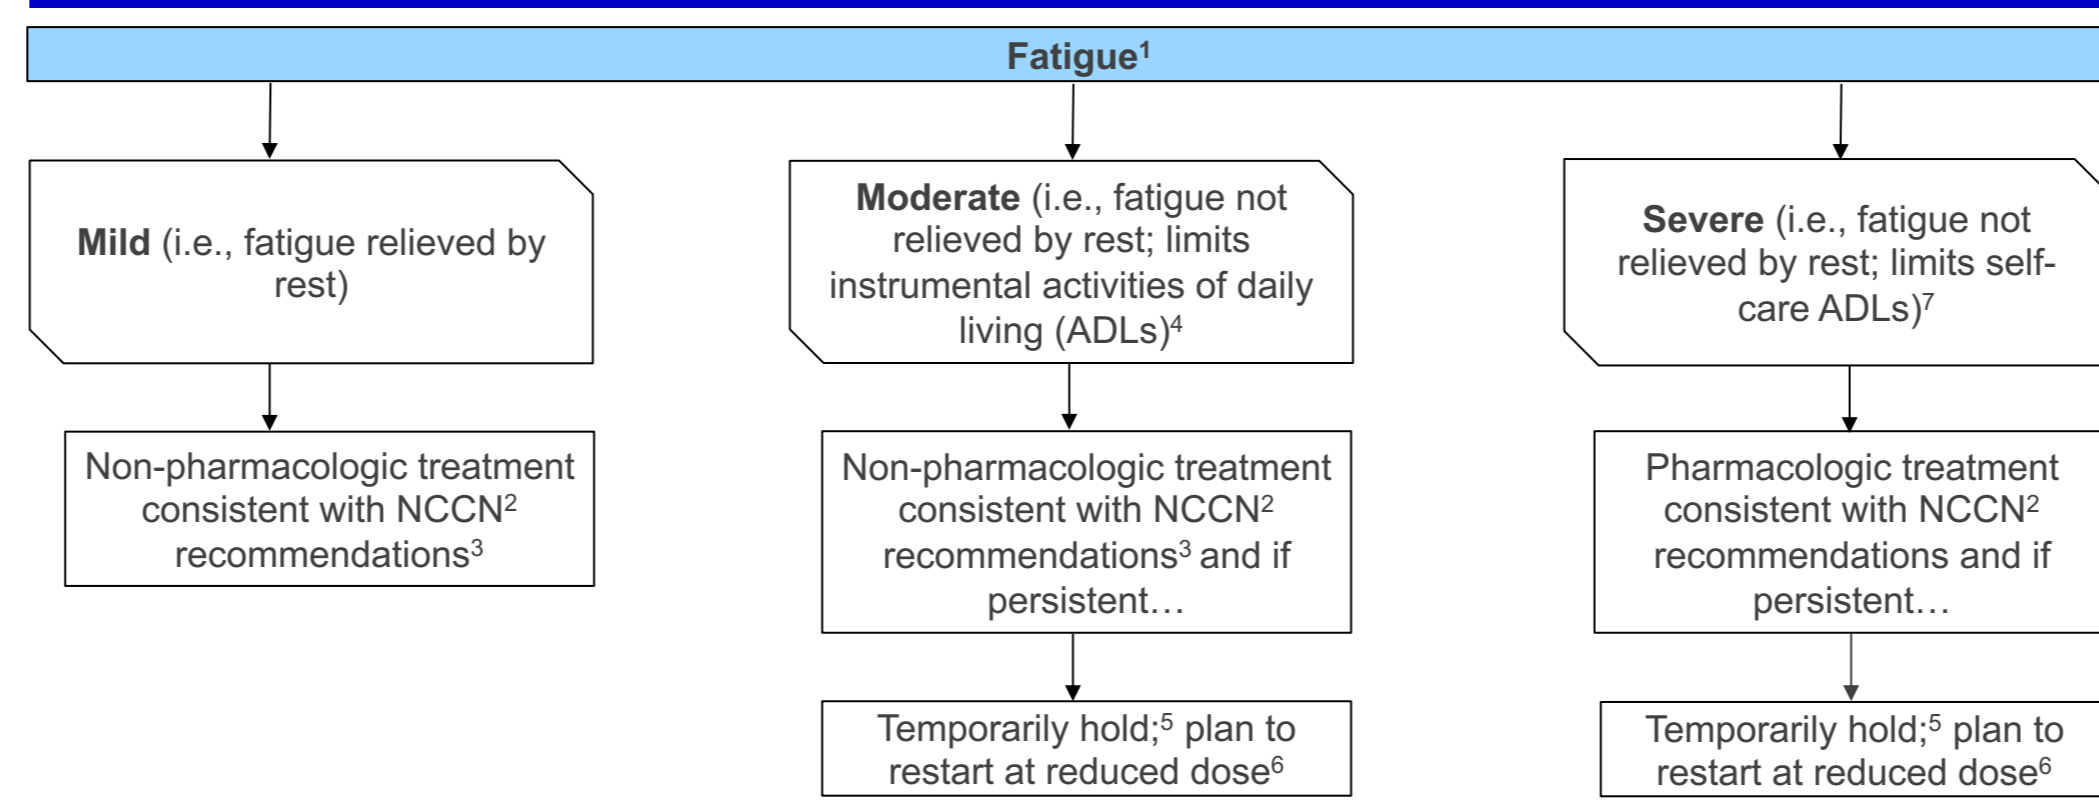 Fatigue¹
Mild (i.e., fatigue relieved by
rest)
Non-pharmacologic treatment
consistent with NCCN²
recommendations³
Moderate (i.e., fatigue not
relieved by rest; limits
instrumental activities of daily
living (ADLs)⁴
Non-pharmacologic treatment
consistent with NCCN²
recommendations³ and if
persistent…
Temporarily hold;⁵ plan to
restart at reduced dose⁶
Severe (i.e., fatigue not
relieved by rest; limits self-
care ADLs)⁷
Pharmacologic treatment
consistent with NCCN²
recommendations and if
persistent…
Temporarily hold;⁵ plan to
restart at reduced dose⁶